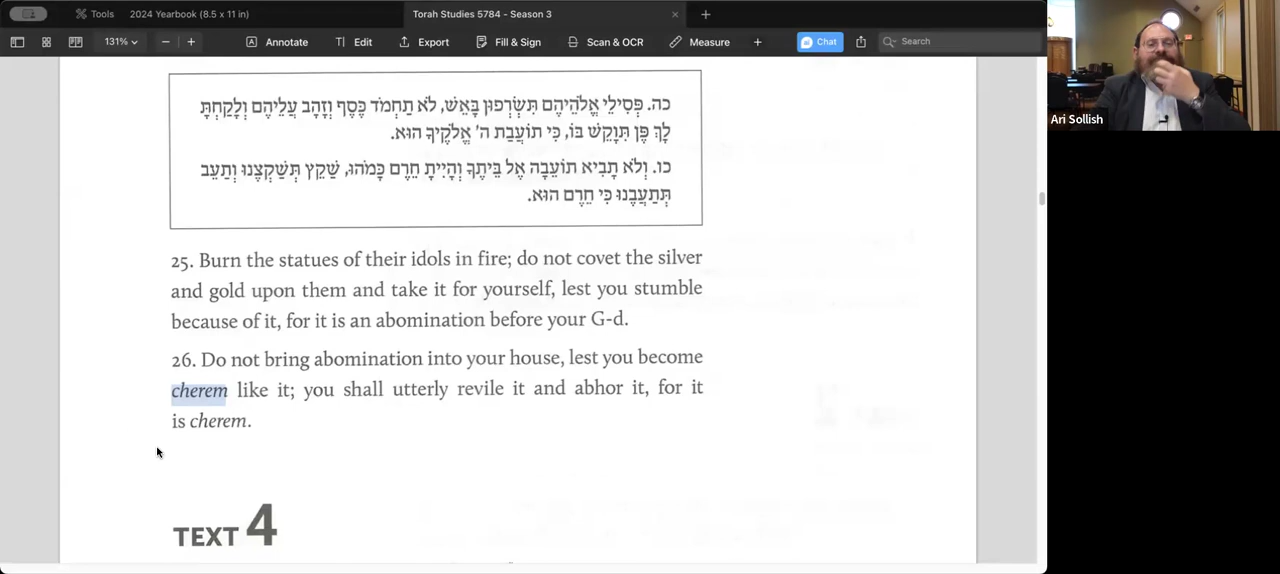 Tools
2024 Yearbook (8.5 x 11 in)
Torah Studies 5784 - Season 3
131%
Annotate
Edit
Export
Fill & Sign
Scan & OCR
Measure
Chat
Search
כה. פְּסִילֵי אֱלֹהֵיהֶם תִּשְׂרְפוּן בָּאֵשׁ, לֹא תַחְמֹד כֶּסֶף וְזָהָב עֲלֵיהֶם וְלָקַחְתָּ
לָךְ פֶּן תִּוָּקֵשׁ בּוֹ, כִּי תוֹעֲבַת ה' אֱלֹקֶיךָ הוּא.
כו. וְלֹא תָבִיא תוֹעֵבָה אֶל בֵּיתֶךָ וְהָיִיתָ חֵרֶם כָּמֹהוּ, שַׁקֵּץ תְּשַׁקְּצֶנּוּ וְתַעֵב
תְּתַעֲבֶנּוּ כִּי חֵרֶם הוּא.
25. Burn the statues of their idols in fire; do not covet the silver
and gold upon them and take it for yourself, lest you stumble
because of it, for it is an abomination before your G-d.
26. Do not bring abomination into your house, lest you become
cherem like it; you shall utterly revile it and abhor it, for it
is cherem.
TEXT 4
Ari Sollish